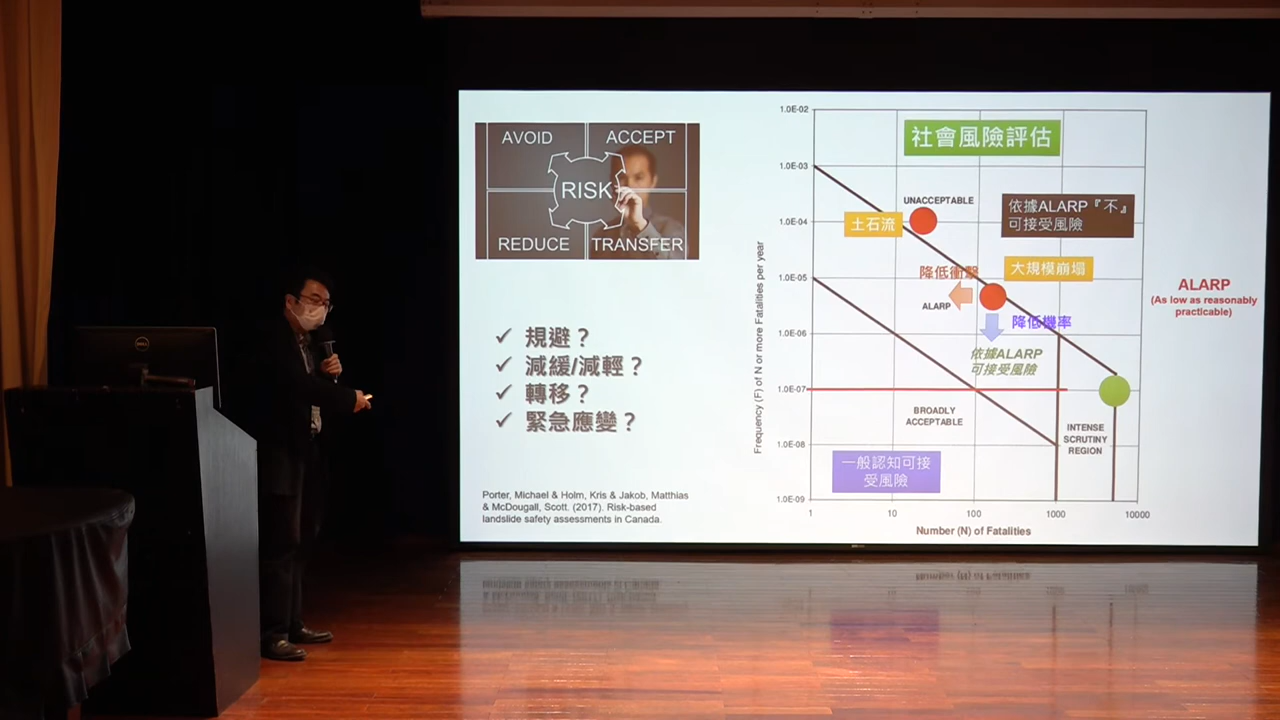 AVOID
ACCEPT
RISK
REDUCE
TRANSFER
✓ 規避？
✓ 減緩/減輕？
✓ 轉移？
✓ 緊急應變？
Porter, Michael & Holm, Kris & Jakob, Matthias
& McDougall, Scott. (2017). Risk-based
landslide safety assessments in Canada.
Frequency (F) of N or more Fatalities per year
1.0E-02
1.0E-03
1.0E-04
1.0E-05
1.0E-06
1.0E-07
1.0E-08
1.0E-09
社會風險評估
UNACCEPTABLE
土石流
依據ALARP『不』
可接受風險
降低衝擊
大規模崩塌
ALARP
降低機率
依據ALARP
可接受風險
BROADLY
ACCEPTABLE
INTENSE
SCRUTINY
REGION
一般認知可接
受風險
1
10
100
1000
10000
Number (N) of Fatalities
ALARP
(As low as reasonably
practicable)
DELL